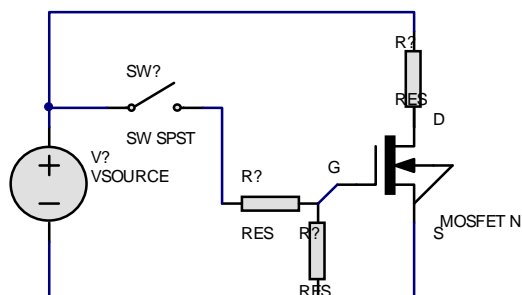 R?
SW?
RES
D
SW SPST
V?
VSOURCE
G
R?
MOSFET N
S
RES
R?
RES